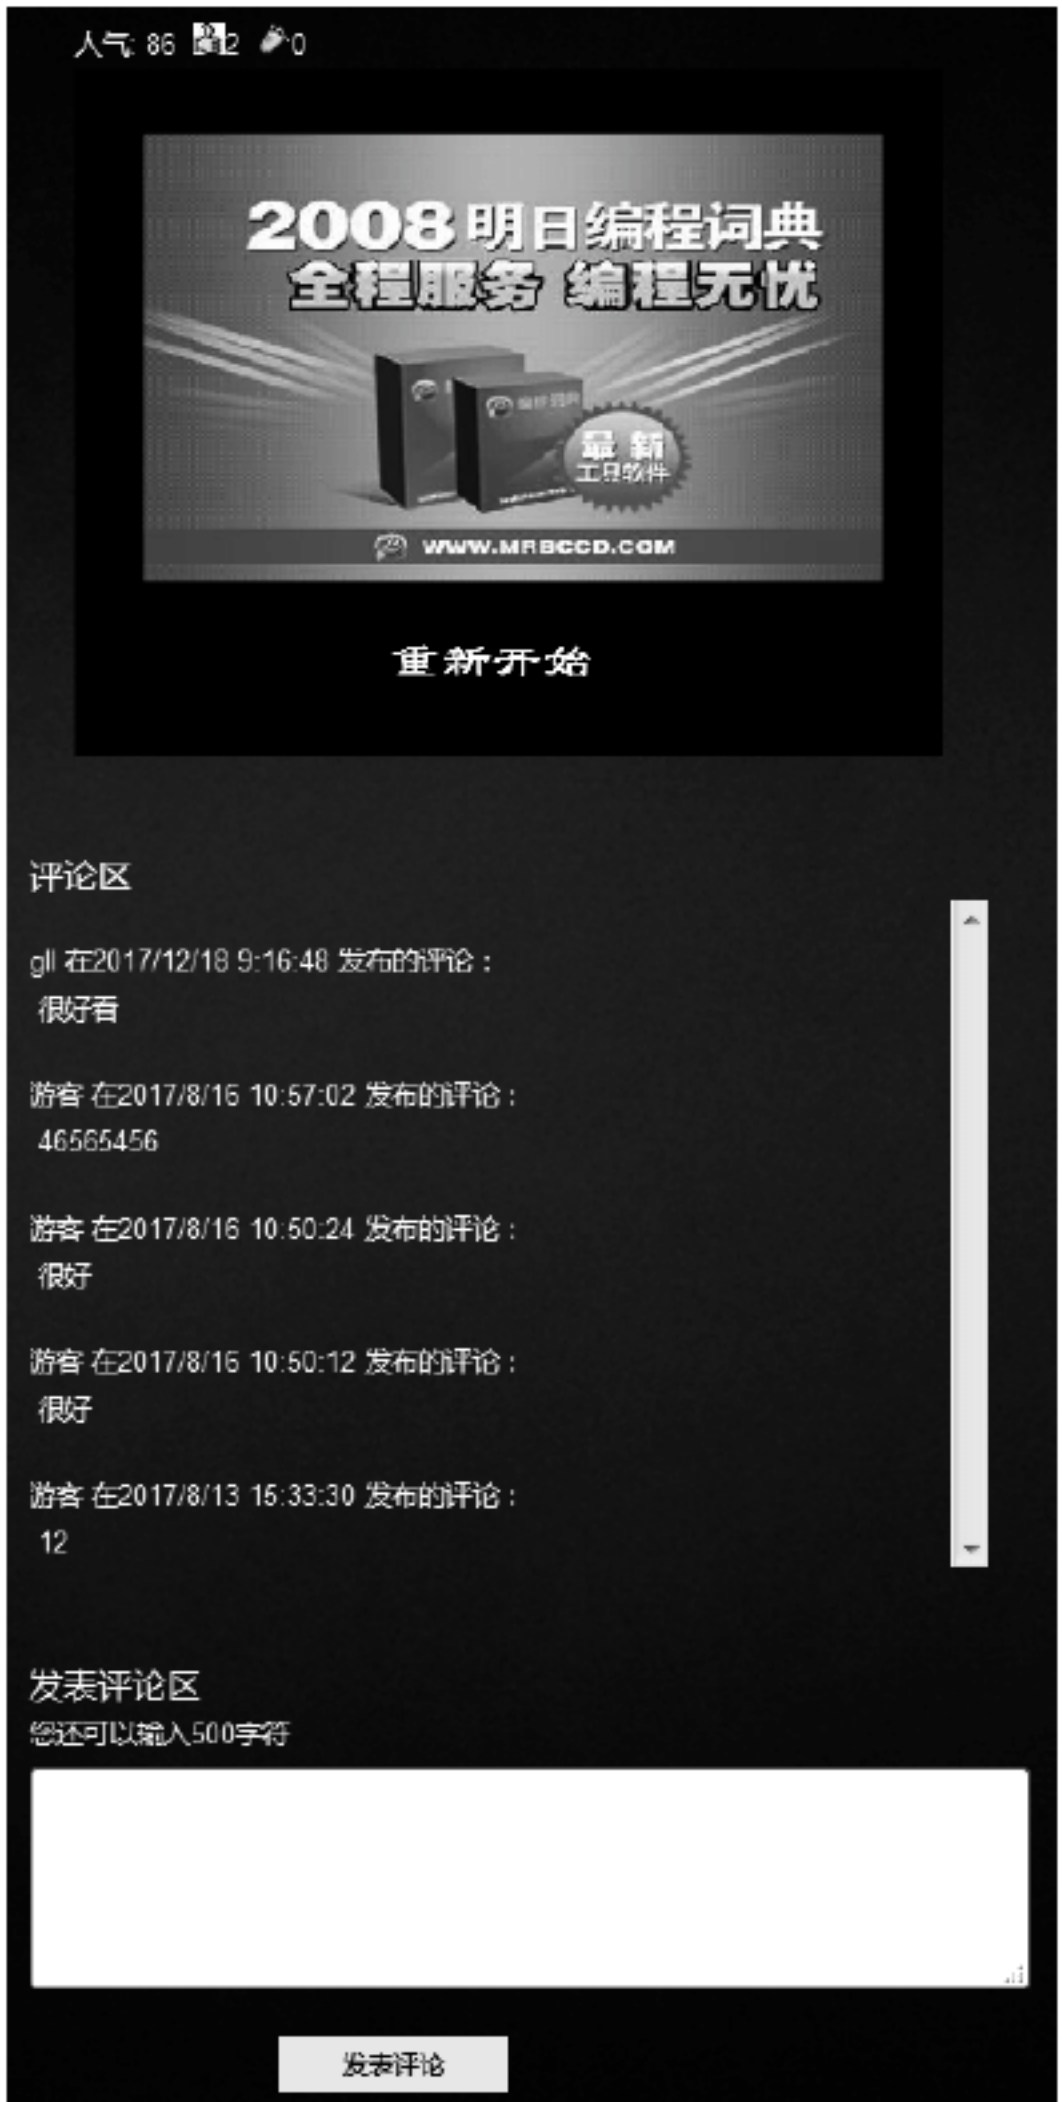 人气: 86 2 0
2008 明日编程词典
全程服务 编程无忧
编程词典
最新
工具软件
WWW.MRBCCD.COM
重新开始
评论区
gll 在2017/12/18 9:16:48 发布的评论：
很好看
游客 在2017/8/16 10:57:02 发布的评论：
46565456
游客 在2017/8/16 10:50:24 发布的评论：
很好
游客 在2017/8/16 10:50:12 发布的评论：
很好
游客 在2017/8/13 15:33:30 发布的评论：
12
发表评论区
您还可以输入500字符
发表评论